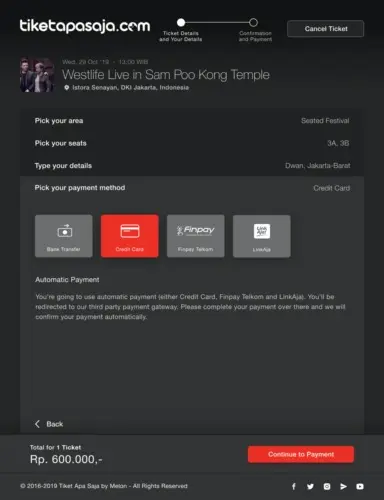 tiketapasaja.com
Ticket Details
and Your Details
Confirmation
and Payment
Cancel Ticket
Wed, 29 Oct '19 - 13.00 WIB
Westlife Live in Sam Poo Kong Temple
Istora Senayan, DKI Jakarta, Indonesia
Pick your area Seated Festival
Pick your seats 3A, 3B
Type your details Dwan, Jakarta-Barat
Pick your payment method Credit Card
Bank Transfer
Credit Card
Finpay
Finpay Telkom
Link
Aja!
LinkAja
Automatic Payment
You're going to use automatic payment (either Credit Card, Finpay Telkom and LinkAja). You'll be
redirected to our third party payment gateway. Please complete your payment over there and we will
confirm your payment automatically.
Back
Total for 1 Ticket
Rp. 600.000,-
Continue to Payment
© 2016-2019 Tiket Apa Saja by Melon - All Rights Reserved